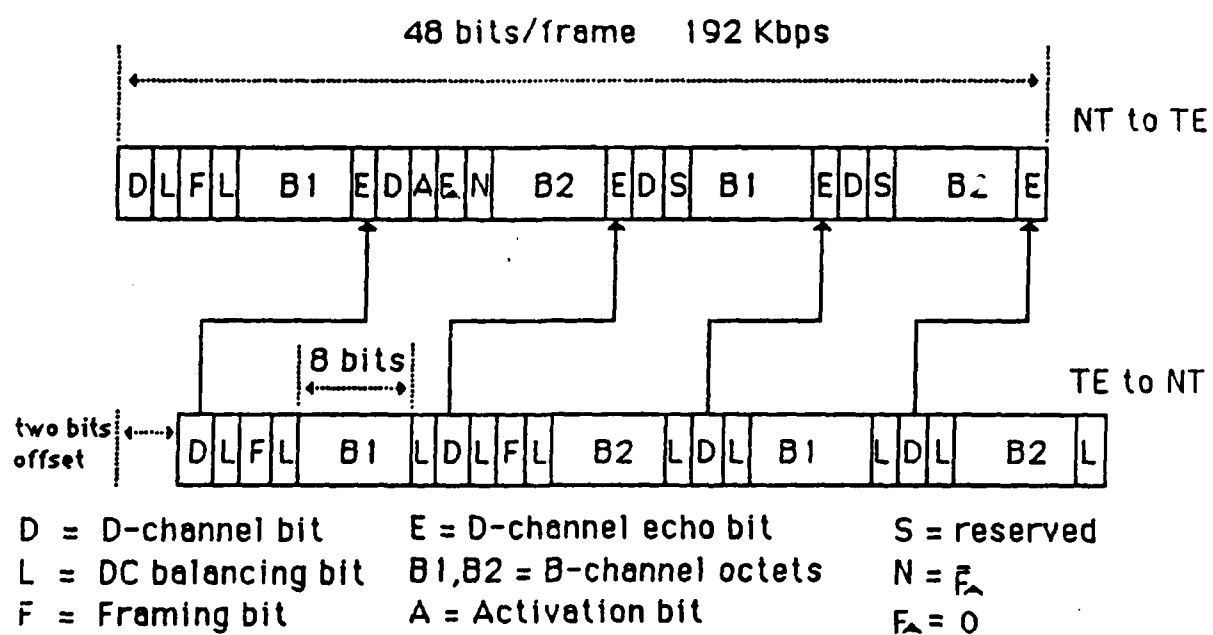 48 bits/frame 192 Kbps
NT to TE
D L F L B1 E D A F▲ N B2 E D S B1 E D S B2 E
8 bits
TE to NT
two bits
offset
D L F L B1 L D L F L B2 L D L B1 L D L B2 L
D = D-channel bit E = D-channel echo bit S = reserved
L = DC balancing bit B1,B2 = B-channel octets N = F̄▲
F = Framing bit A = Activation bit F▲ = 0